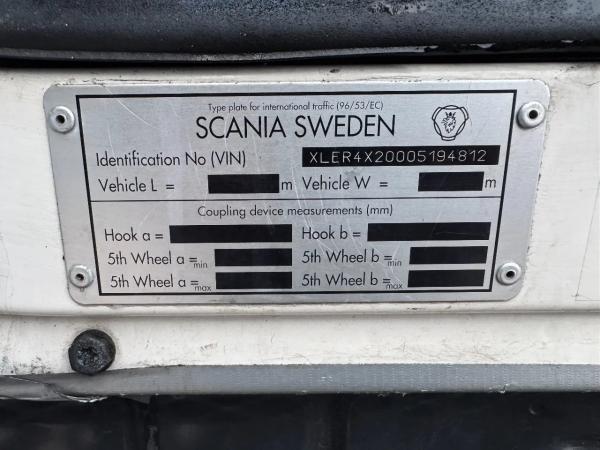 Type plate for international traffic (96/53/EC)
SCANIA SWEDEN
Identification No (VIN) XLER4X20005194812
Vehicle L = m Vehicle W = m
Coupling device measurements (mm)
Hook a = Hook b =
5th Wheel a =min 5th Wheel b =min
5th Wheel a =max 5th Wheel b =max